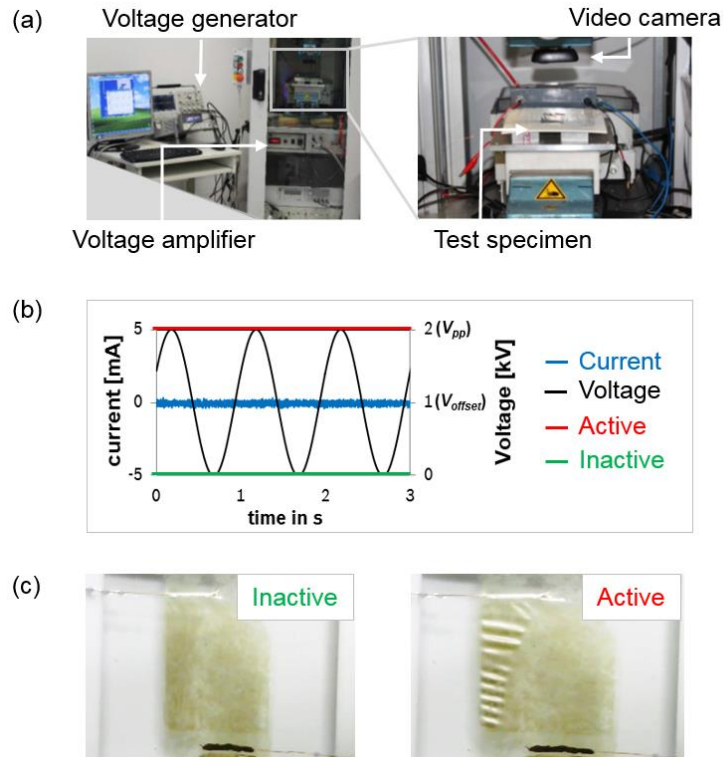 (a)
Voltage generator
Video camera
Voltage amplifier
Test specimen
(b)
current [mA]
5
0
-5
2 (Vpp)
1 (Voffset)
0
Voltage [kV]
0 1 2 3
time in s
Current
Voltage
Active
Inactive
(c)
Inactive
Active